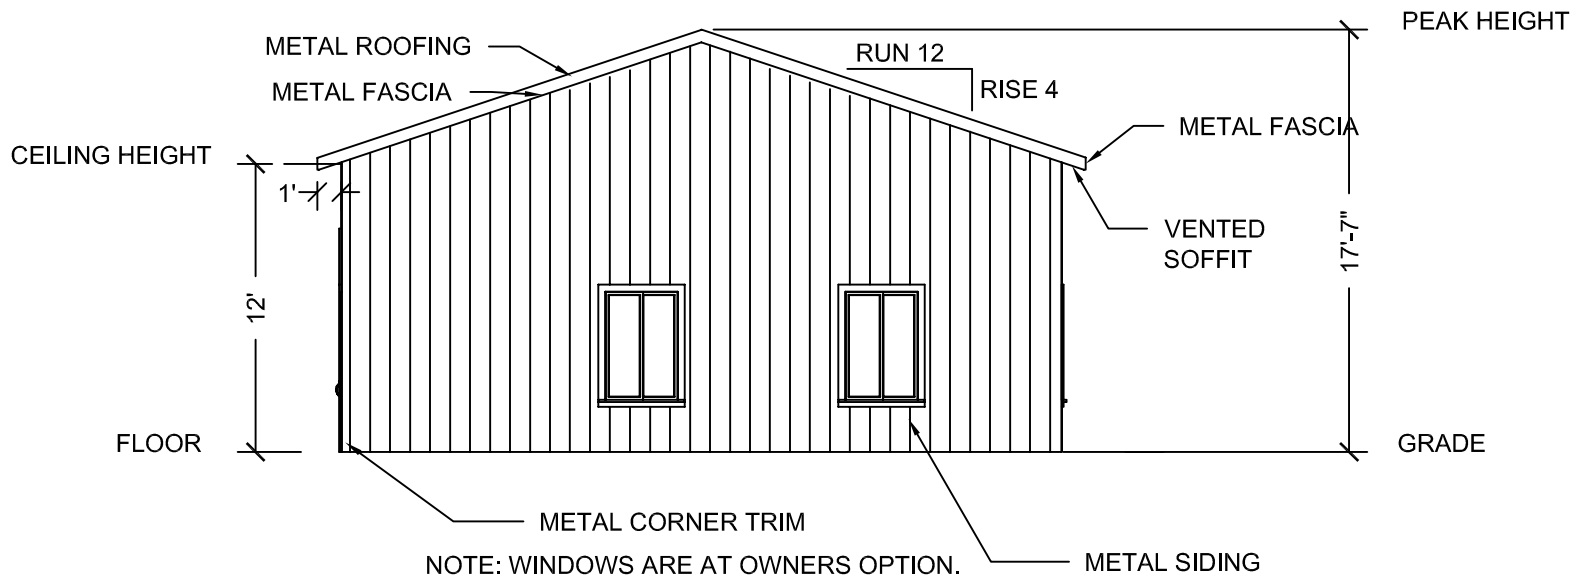 PEAK HEIGHT
METAL ROOFING
RUN 12
METAL FASCIA
RISE 4
METAL FASCIA
CEILING HEIGHT
1'
VENTED
SOFFIT
17'-7"
12'
FLOOR
GRADE
METAL CORNER TRIM
NOTE: WINDOWS ARE AT OWNERS OPTION.
METAL SIDING